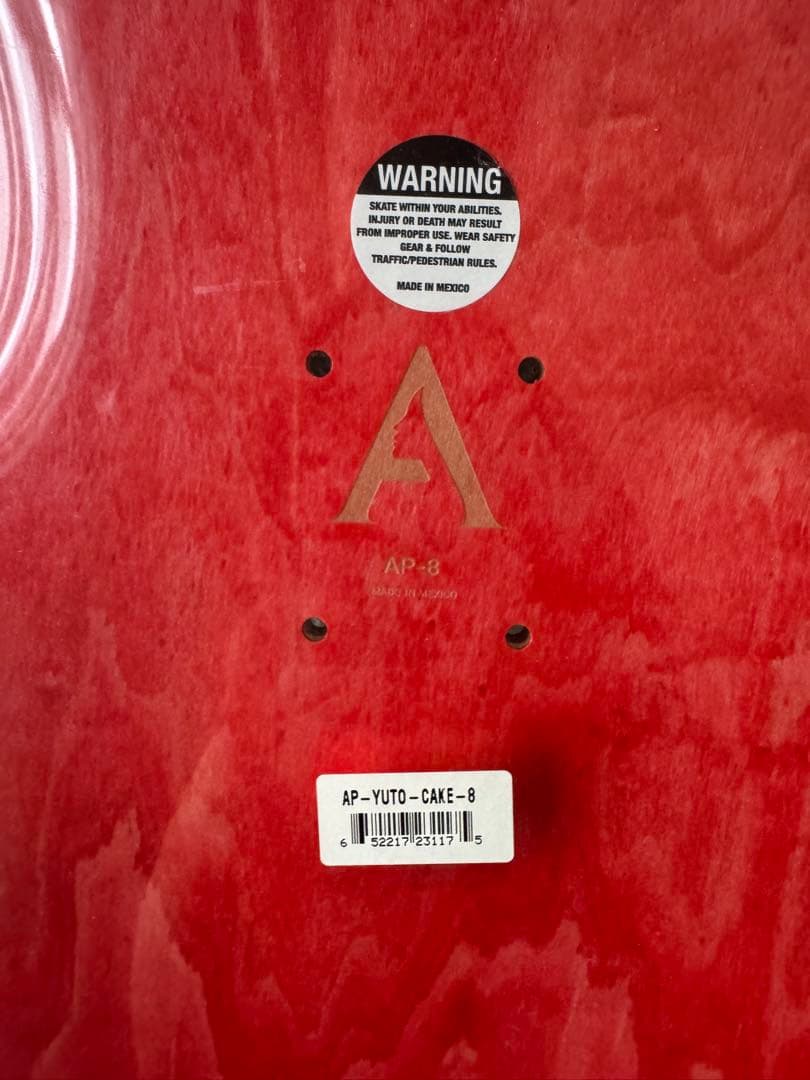 WARNING
SKATE WITHIN YOUR ABILITIES.
INJURY OR DEATH MAY RESULT
FROM IMPROPER USE. WEAR SAFETY
GEAR & FOLLOW
TRAFFIC/PEDESTRIAN RULES.
MADE IN MEXICO
A
AP-8
MADE IN MEXICO
AP-YUTO-CAKE-8
6 52217 23117 5